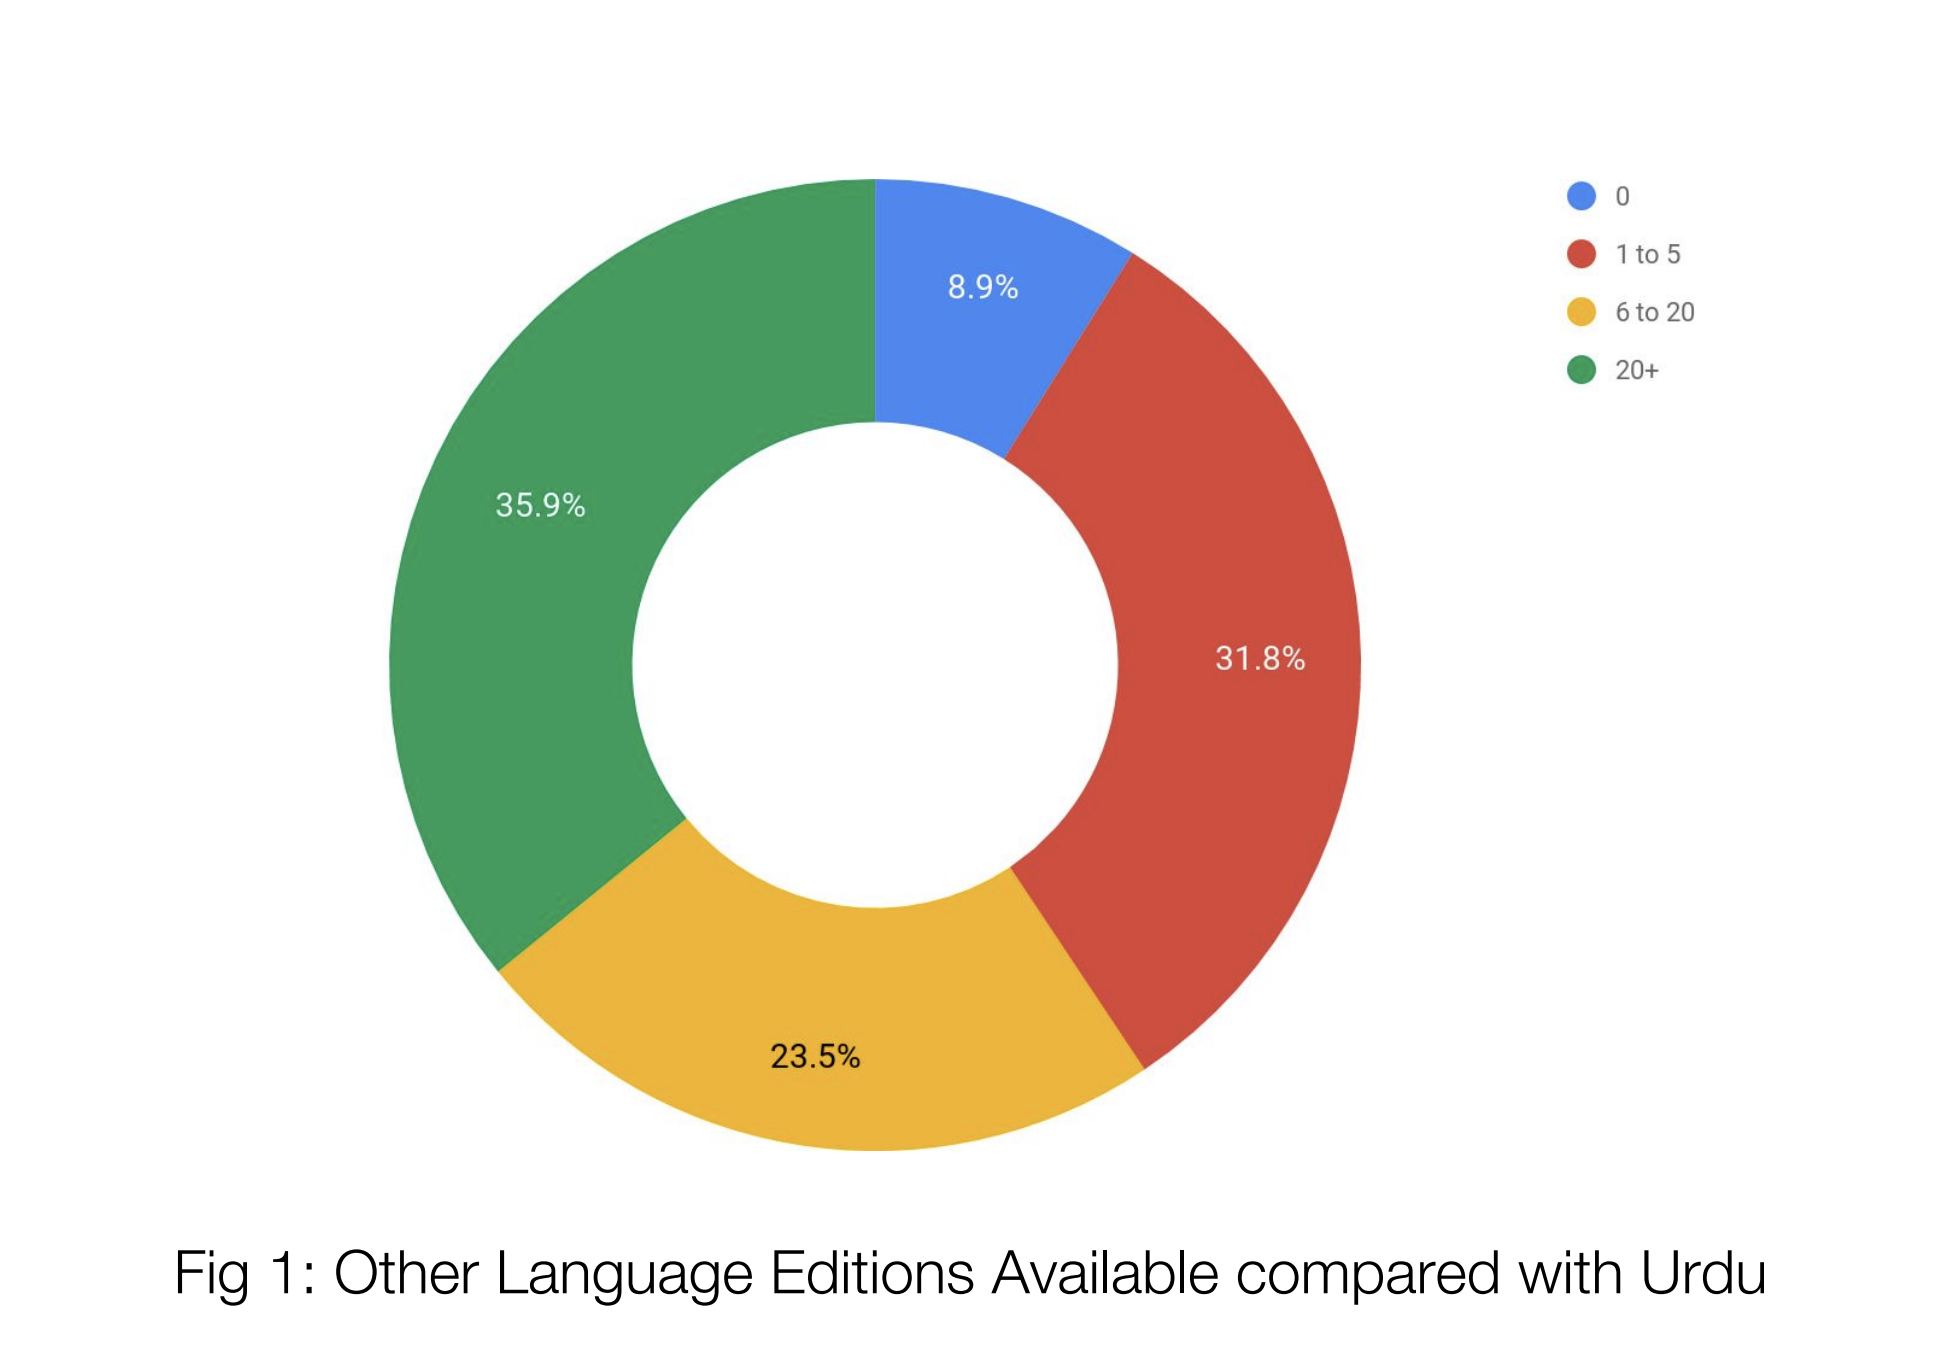 0
1 to 5
6 to 20
20+
8.9%
35.9%
31.8%
23.5%
Fig 1: Other Language Editions Available compared with Urdu